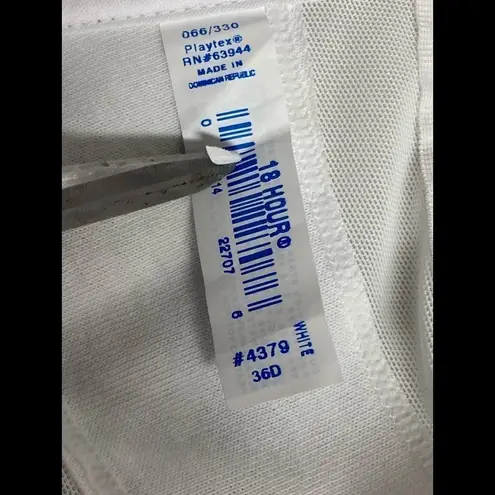 066/330
Playtex®
RN#63944
MADE IN
DOMINICAN REPUBLIC
18 HOUR®
0
14
22707
6
WHITE
#4379
36D